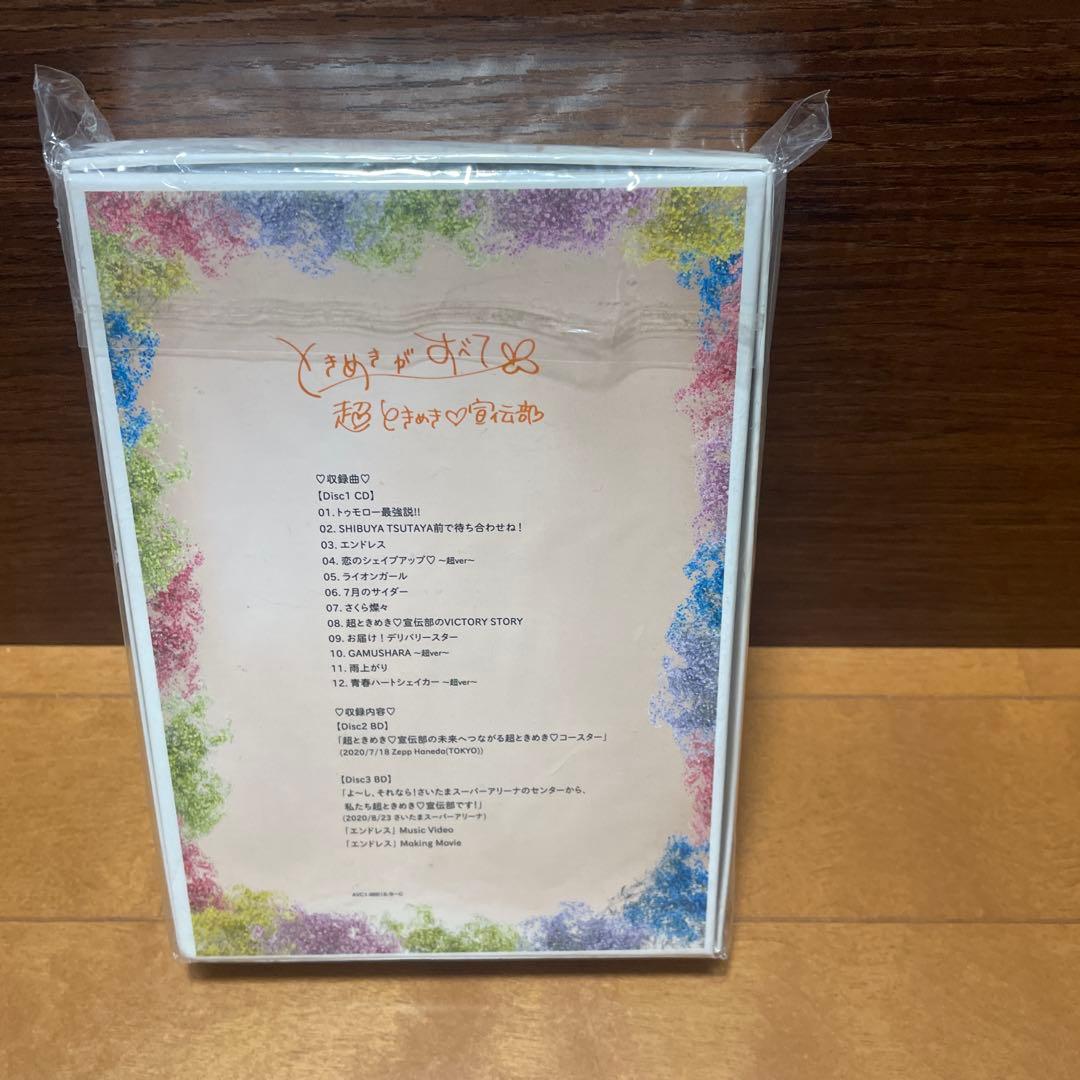 ときめきがすべて
超ときめき♡宣伝部
♡収録曲♡
【Disc1 CD】
01.トゥモロー最強説!!
02. SHIBUYA TSUTAYA前で待ち合わせね！
03. エンドレス
04. 恋のシェイプアップ♡ ～超ver～
05. ライオンガール
06. 7月のサイダー
07. さくら燦々
08. 超ときめき♡宣伝部のVICTORY STORY
09. お届け！デリバリースター
10. GAMUSHARA ～超ver～
11. 雨上がり
12. 青春ハートシェイカー ～超ver～
♡収録内容♡
【Disc2 BD】
「超ときめき♡宣伝部の未来へつながる超ときめき♡コースター」
(2020/7/18 Zepp Haneda(TOKYO))
【Disc3 BD】
「よ～し、それなら!さいたまスーパーアリーナのセンターから、
私たち超ときめき♡宣伝部です!」
(2020/8/23 さいたまスーパーアリーナ)
「エンドレス」Music Video
「エンドレス」Making Movie